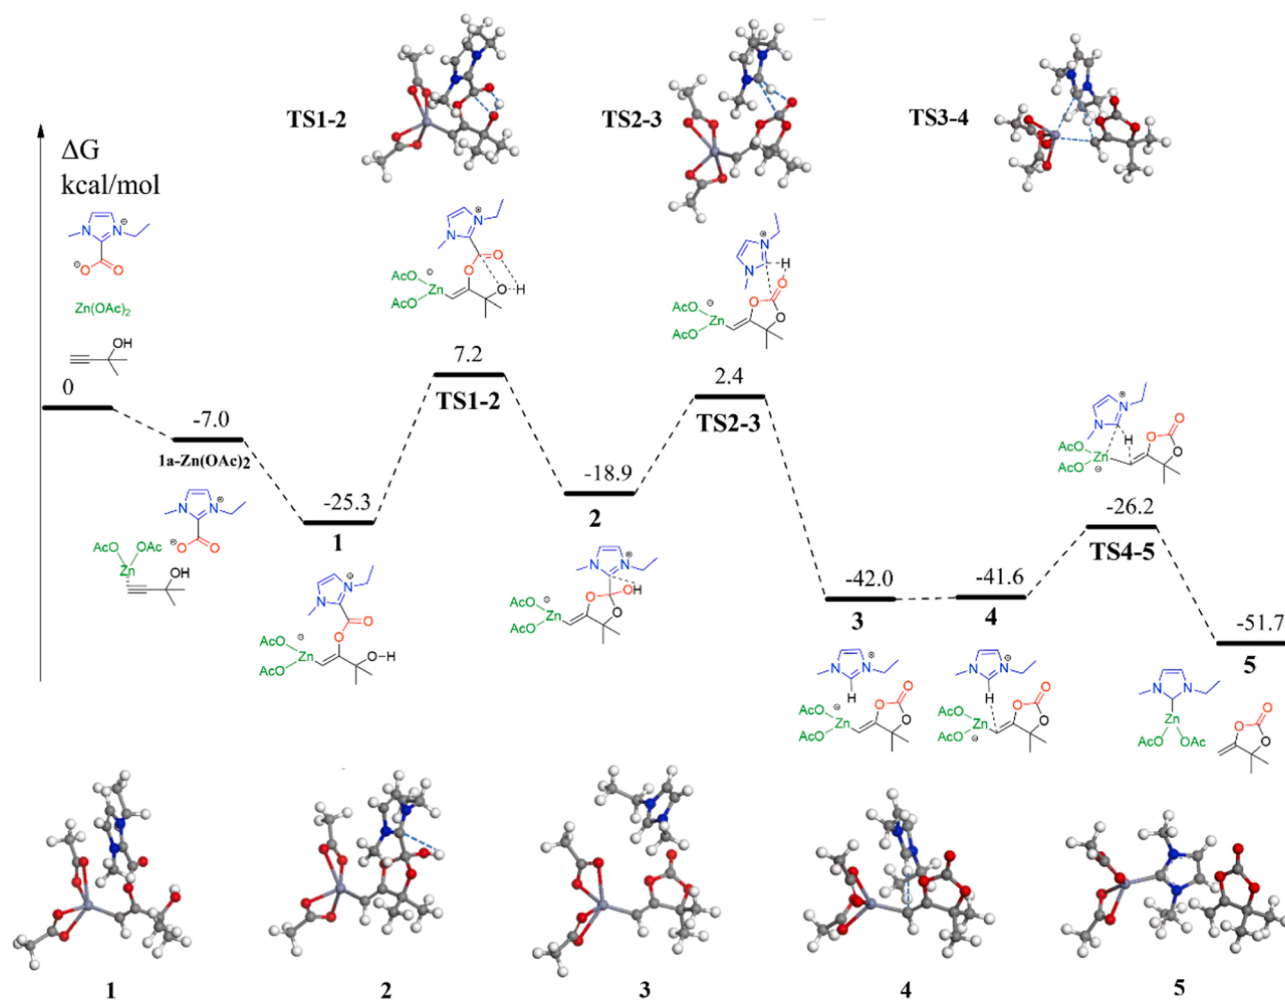 TS1-2
TS2-3
TS3-4
ΔG
kcal/mol
Zn(OAc)2
OH
0
-7.0
1a-Zn(OAc)2
-25.3
1
7.2
TS1-2
-18.9
2
2.4
TS2-3
-42.0
3
-41.6
4
-26.2
TS4-5
-51.7
5
N
N
⊖
⊖O
O
AcO
OAc
Zn
OH
N
N
⊕
⊖O
O
N
N
⊕
O
O
AcO
AcO
Zn
⊖
O-H
N
N
⊕
O
O
AcO
AcO
Zn
⊖
O
H
N
N
⊕
OH
O
O
AcO
AcO
Zn
⊖
N
N
⊕
H
O
O
O
AcO
AcO
Zn
⊖
N
N
⊕
H
O
O
O
AcO
AcO
Zn
⊖
N
N
⊖
H
O
O
O
AcO
AcO
Zn
⊖
N
N
⊕
H
O
O
O
AcO
AcO
Zn
⊖
N
N
Zn
AcO
OAc
O
O
O
1
2
3
4
5